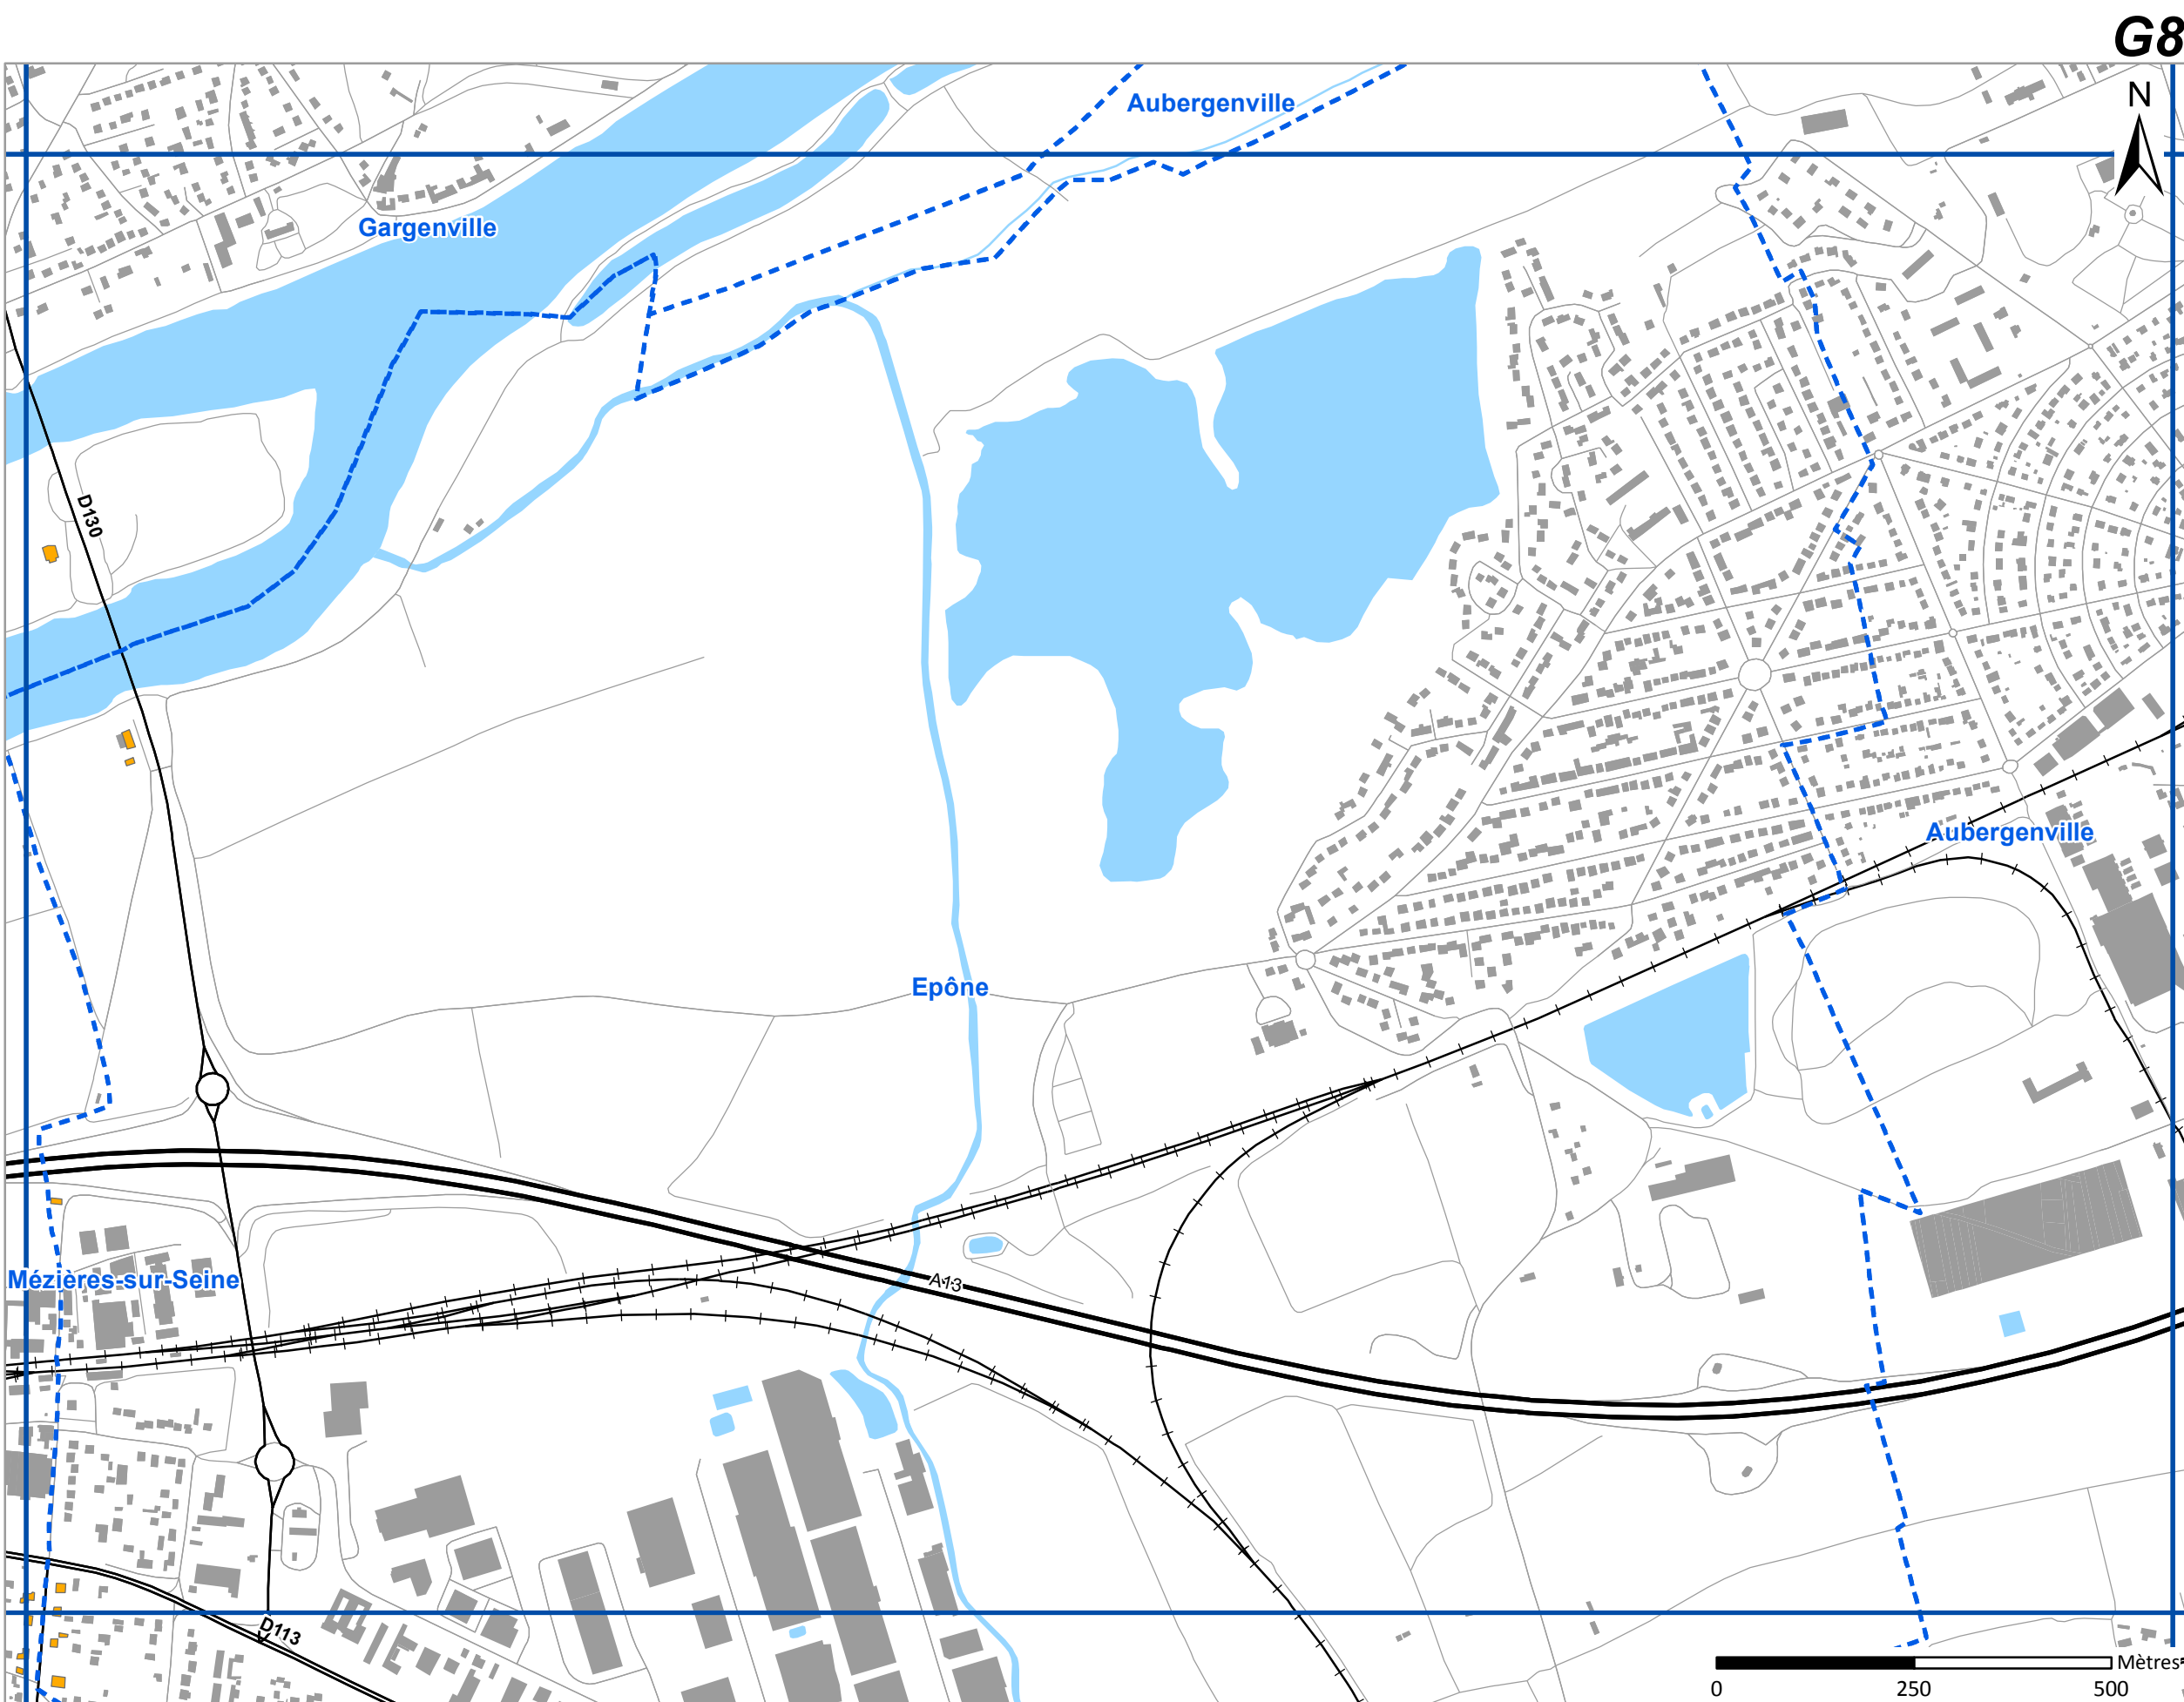 G8
N
Aubergenville
Gargenville
D130
Aubergenville
Epône
A13
Mézières-sur-Seine
D113
Mètres
0 250 500